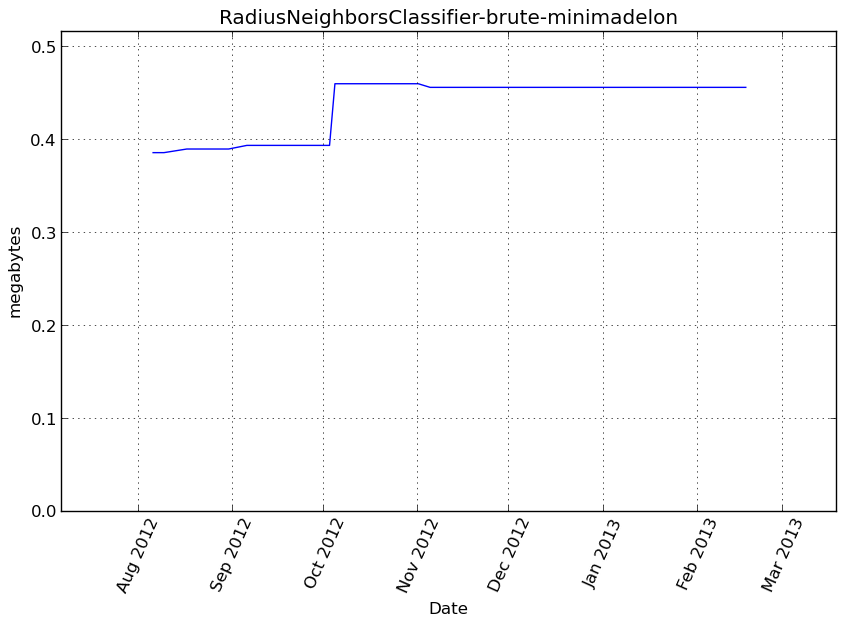 RadiusNeighborsClassifier-brute-minimadelon
0.5
0.4
0.3
0.2
0.1
0.0
megabytes
Aug 2012
Sep 2012
Oct 2012
Nov 2012
Dec 2012
Jan 2013
Feb 2013
Mar 2013
Date